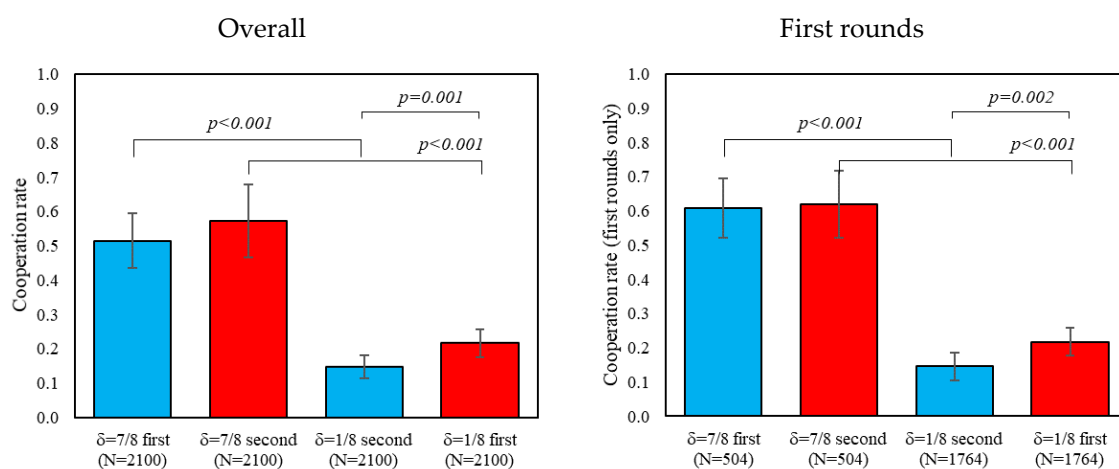 Overall
Cooperation rate
1.0
0.9
0.8
0.7
0.6
0.5
0.4
0.3
0.2
0.1
0.0
p=0.001
p<0.001
p<0.001
δ=7/8 first
(N=2100)
δ=7/8 second
(N=2100)
δ=1/8 second
(N=2100)
δ=1/8 first
(N=2100)
First rounds
Cooperation rate (first rounds only)
1.0
0.9
0.8
0.7
0.6
0.5
0.4
0.3
0.2
0.1
0.0
p=0.002
p<0.001
p<0.001
δ=7/8 first
(N=504)
δ=7/8 second
(N=504)
δ=1/8 second
(N=1764)
δ=1/8 first
(N=1764)